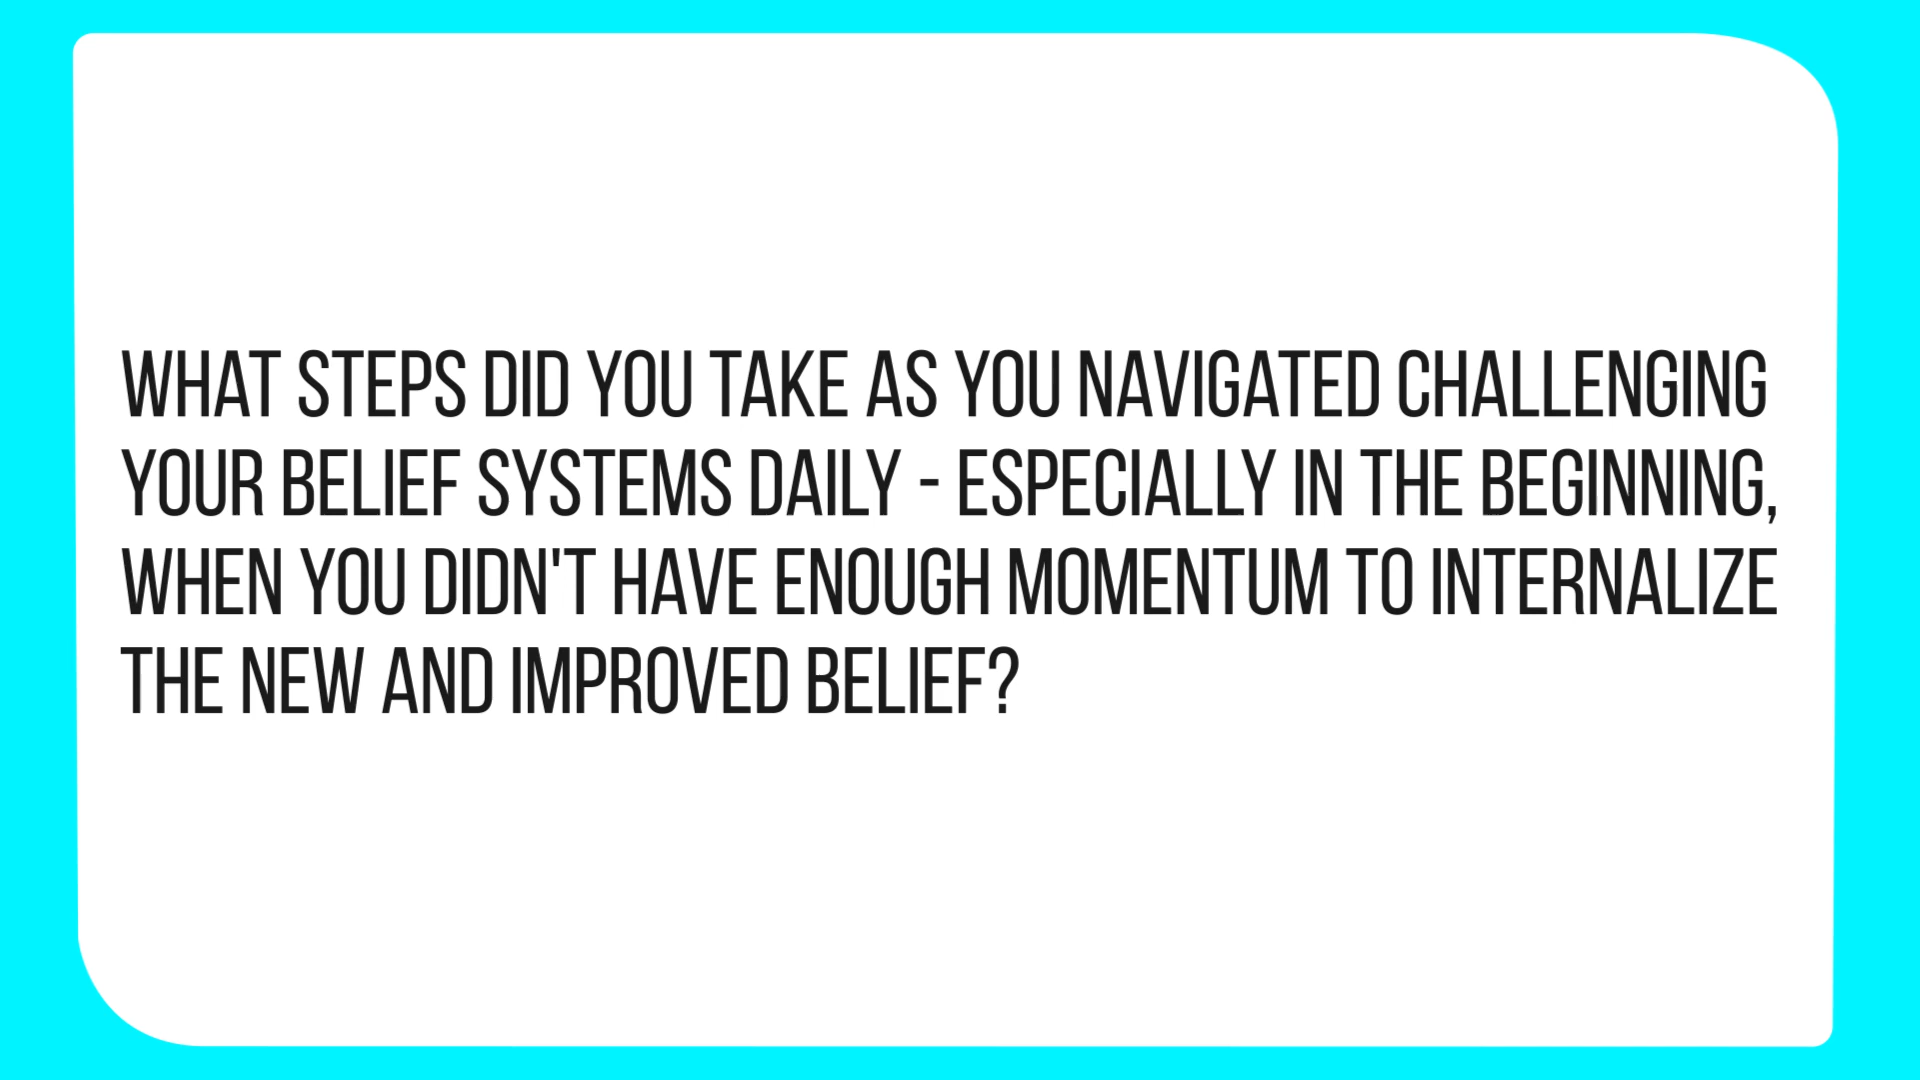 WHAT STEPS DID YOU TAKE AS YOU NAVIGATED CHALLENGING
YOUR BELIEF SYSTEMS DAILY - ESPECIALLY IN THE BEGINNING,
WHEN YOU DIDN'T HAVE ENOUGH MOMENTUM TO INTERNALIZE
THE NEW AND IMPROVED BELIEF?